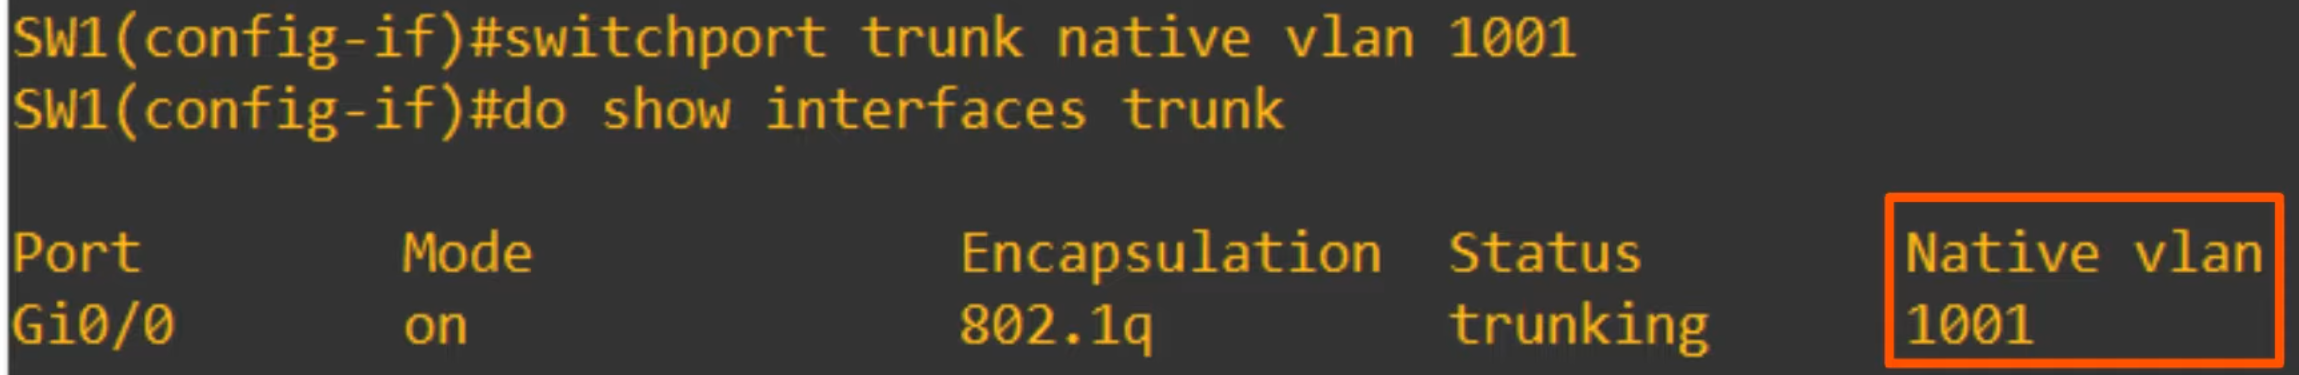 SW1(config-if)#switchport trunk native vlan 1001
SW1(config-if)#do show interfaces trunk
Port Mode Encapsulation Status Native vlan
Gi0/0 on 802.1q trunking 1001